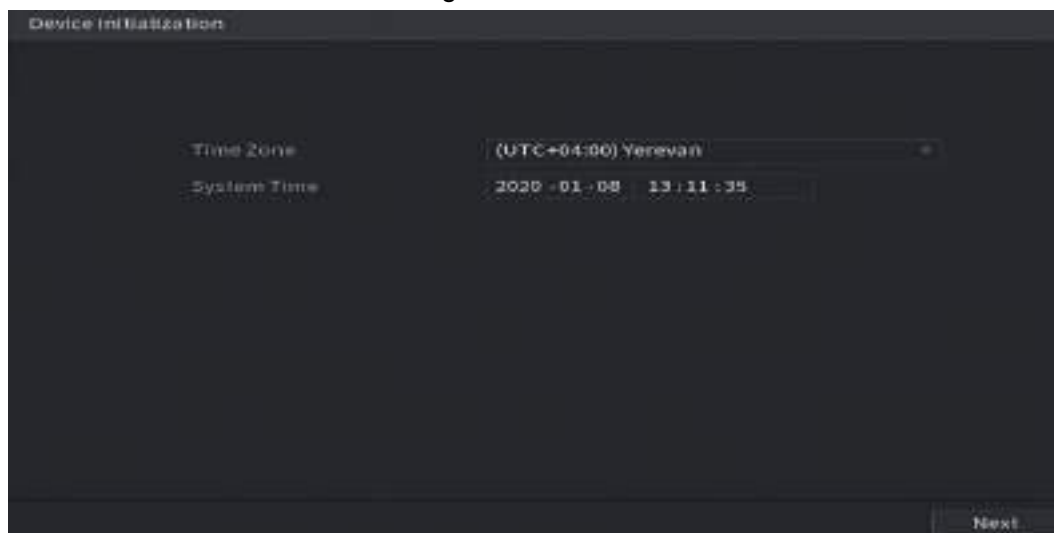 Device Initialization
Time Zone (UTC+04:00) Yerevan
System Time 2020 - 01 - 08 13 : 11 : 35
Next